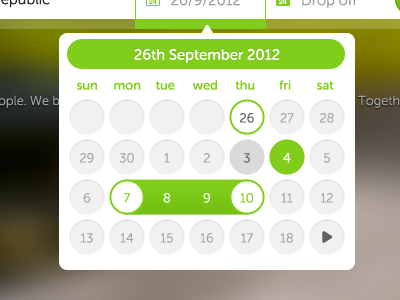 epublic 26/9/2012 Drop Off
26th September 2012
sun mon tue wed thu fri sat
ople. We b Togeth
26 27 28
29 30 1 2 3 4 5
6 7 8 9 10 11 12
13 14 15 16 17 18